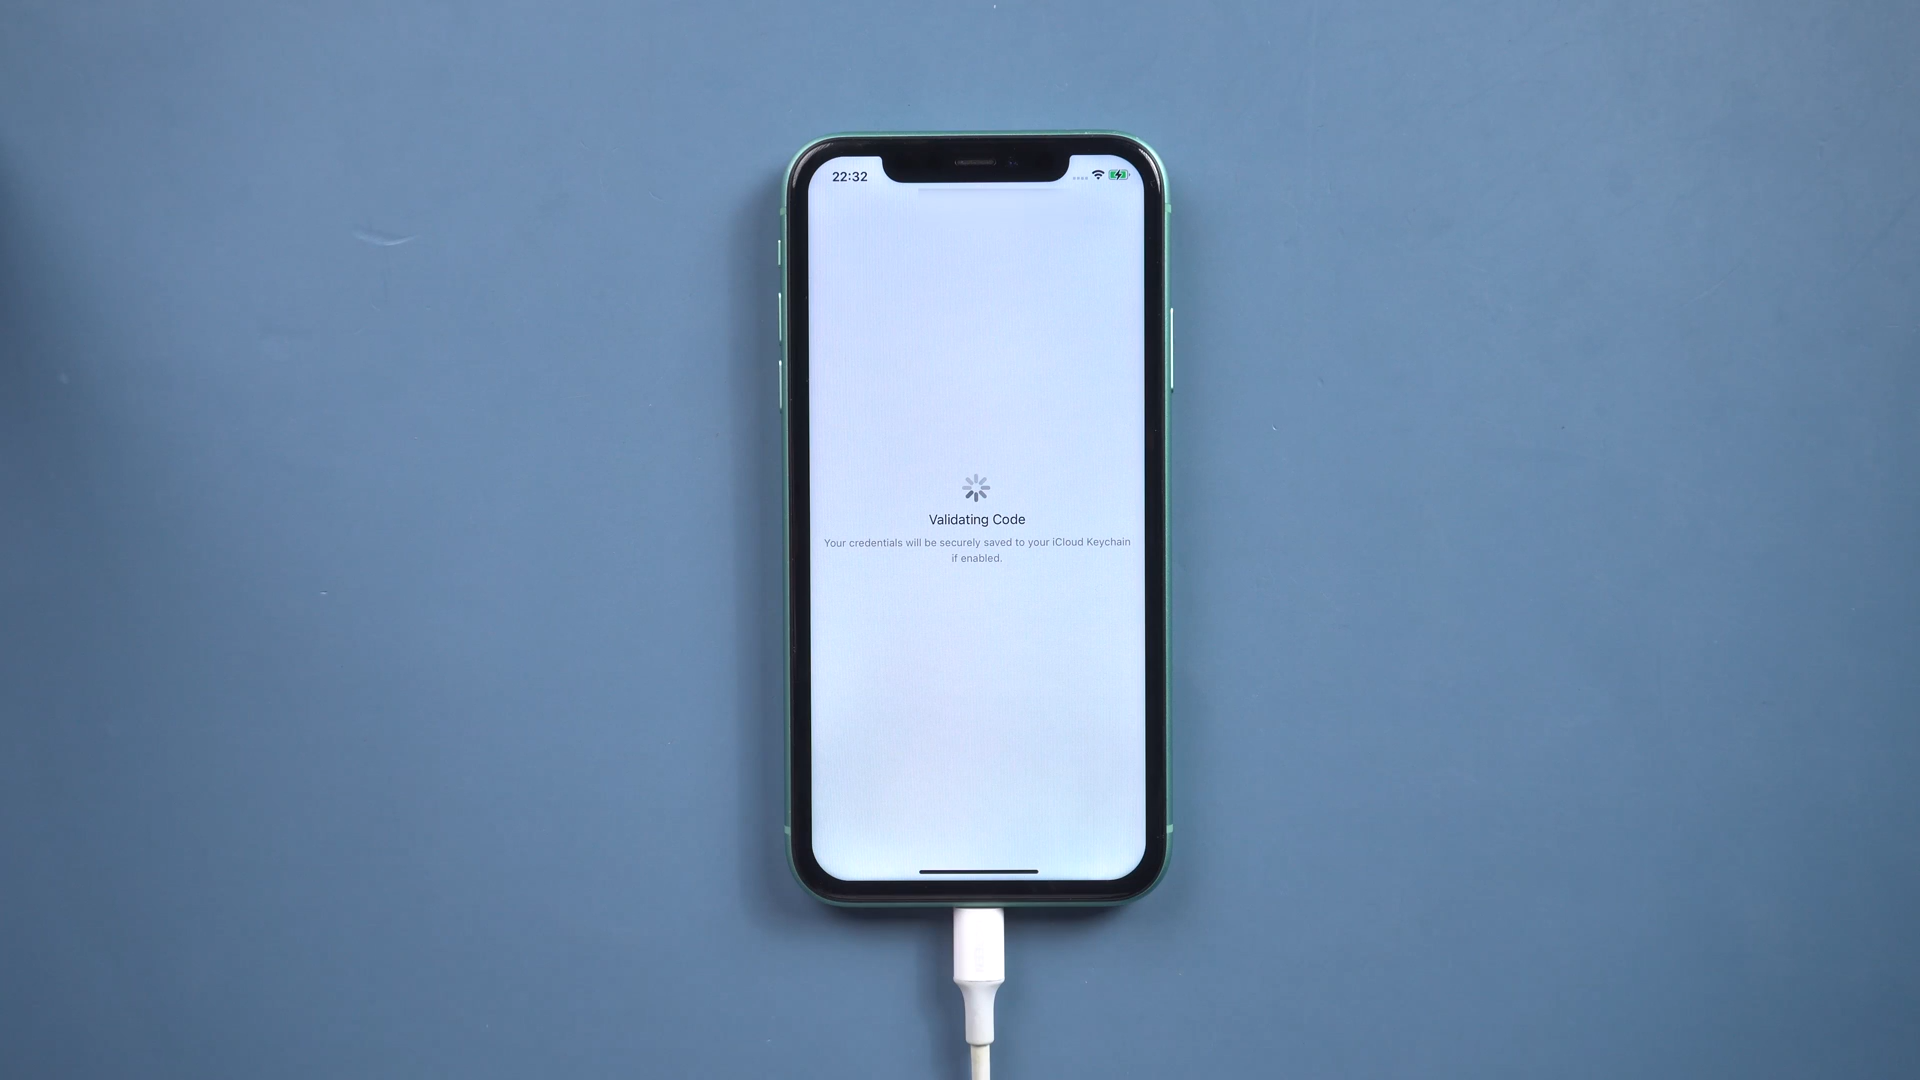 22:32
Validating Code
Your credentials will be securely saved to your iCloud Keychain
if enabled.